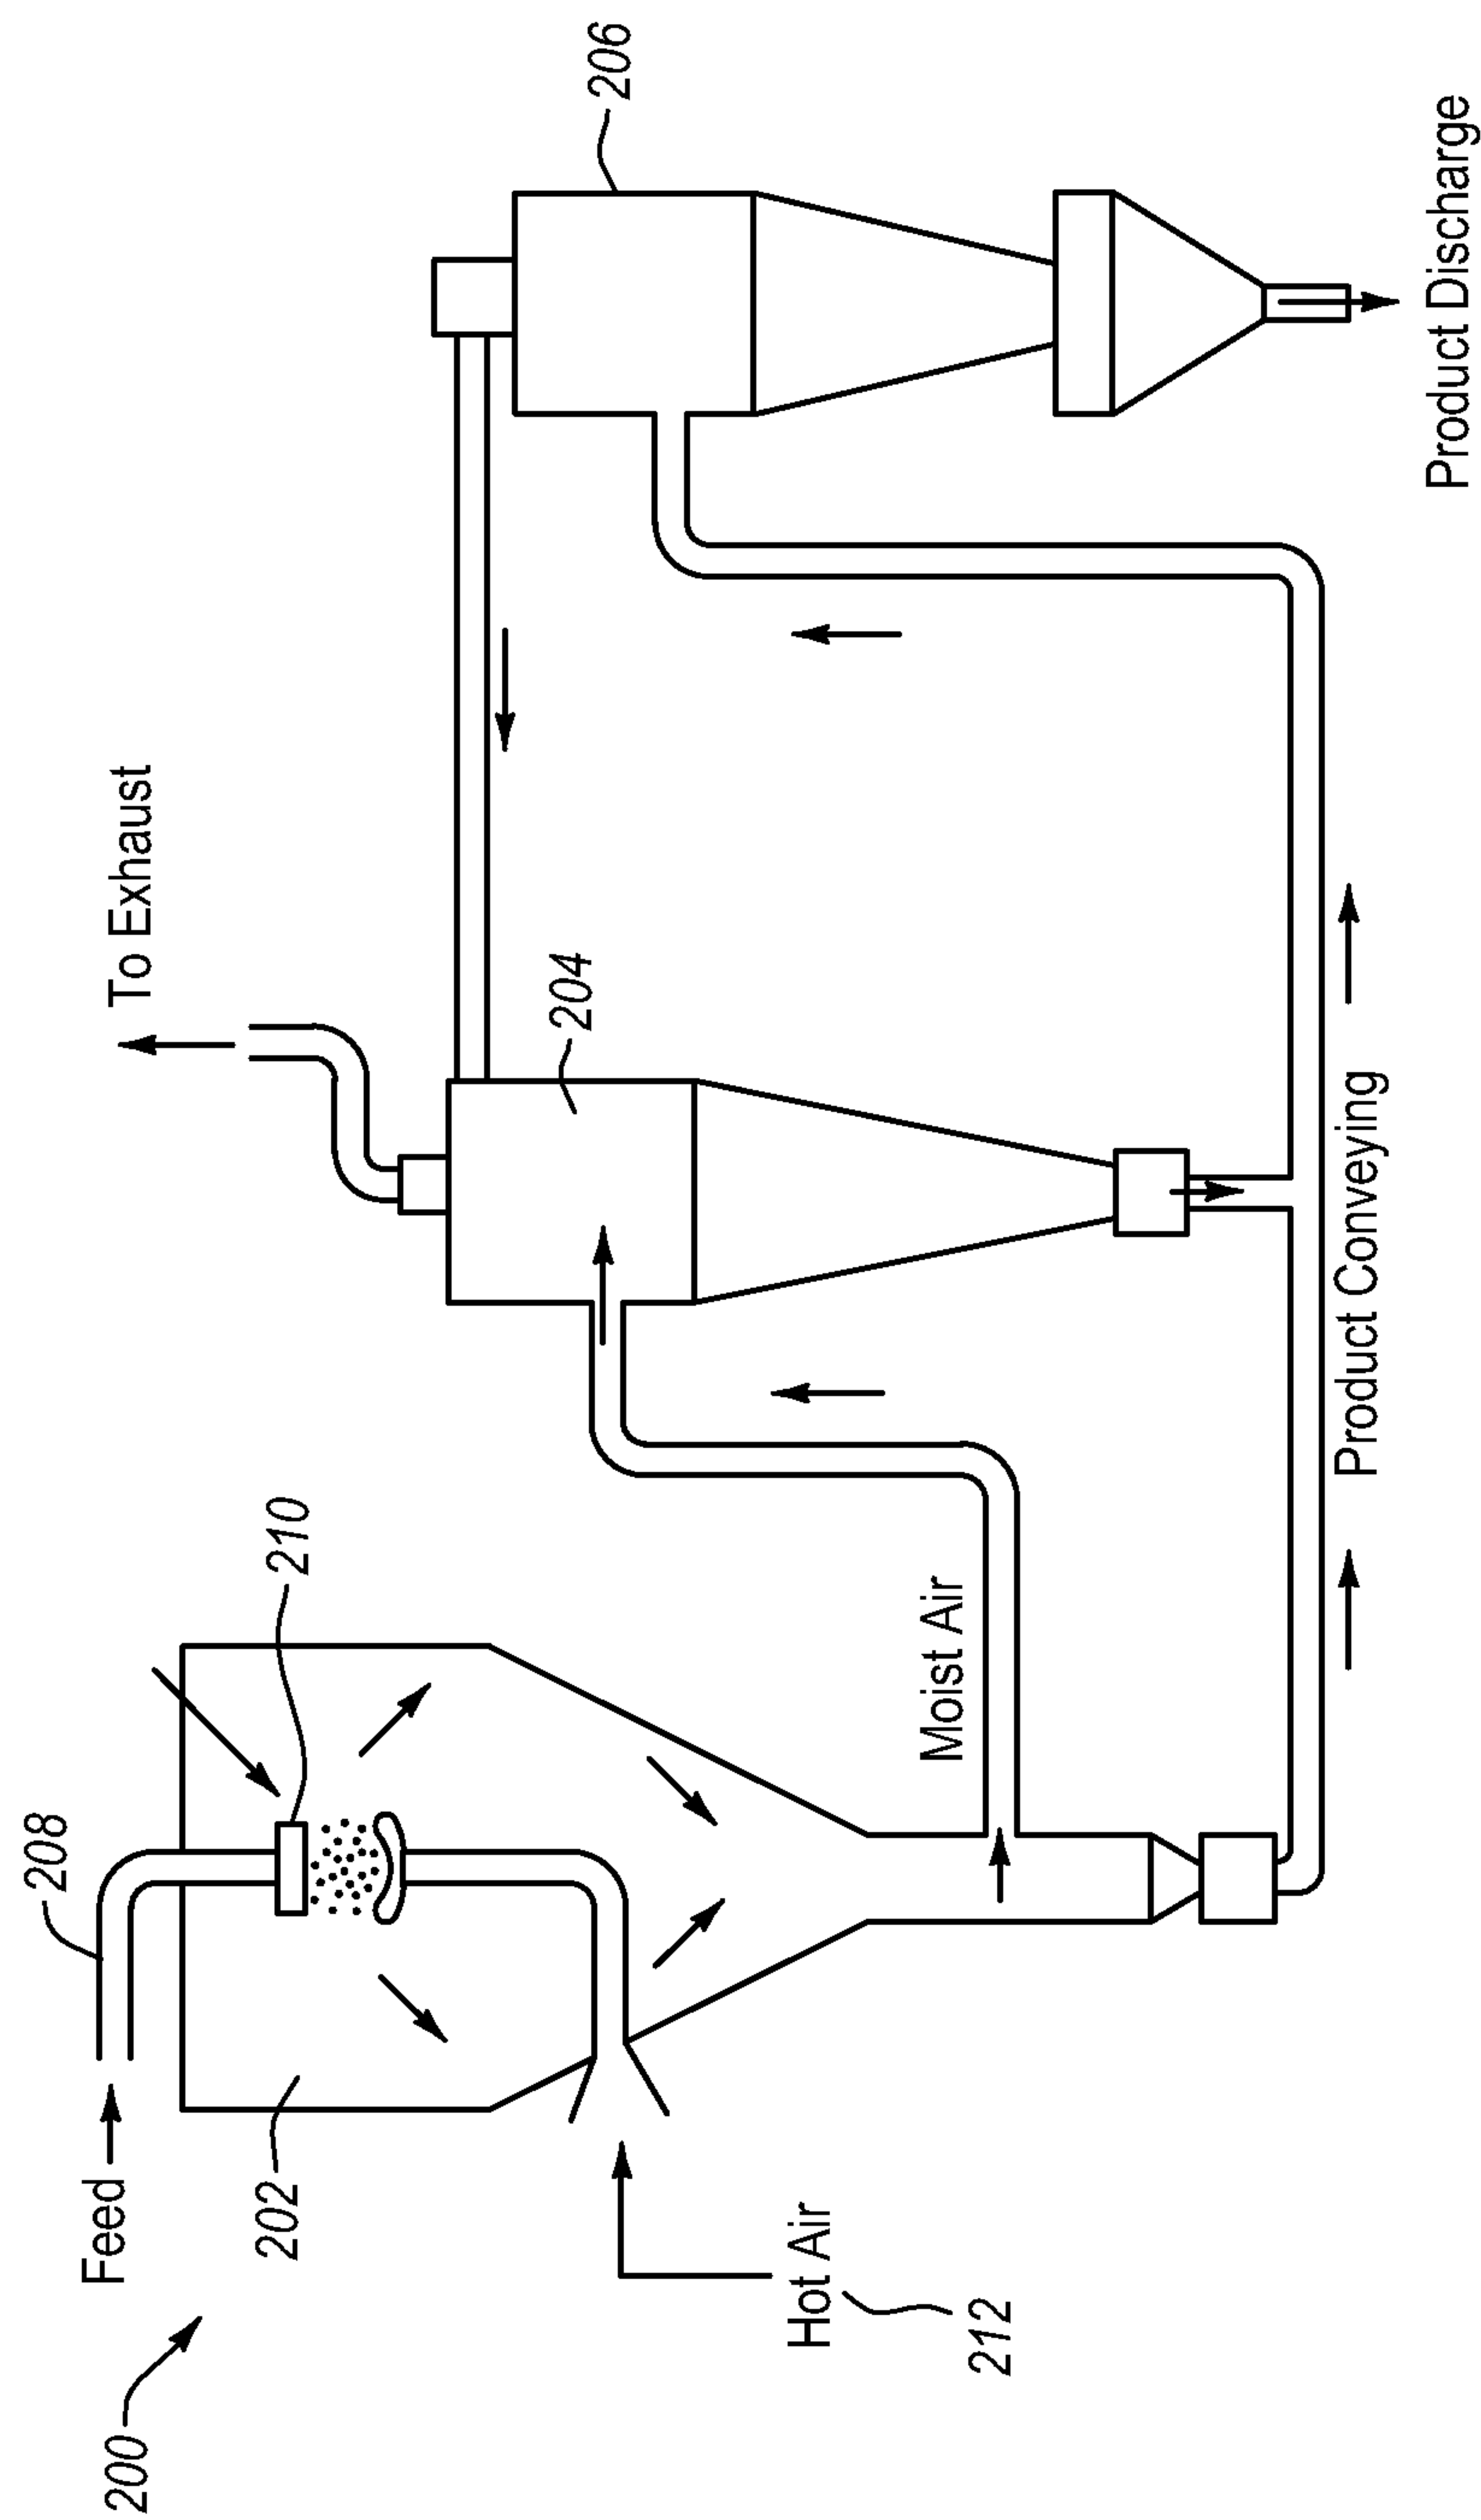 200
Feed
208
202
210
Hot Air
212
Moist Air
To Exhaust
204
206
Product Conveying
Product Discharge